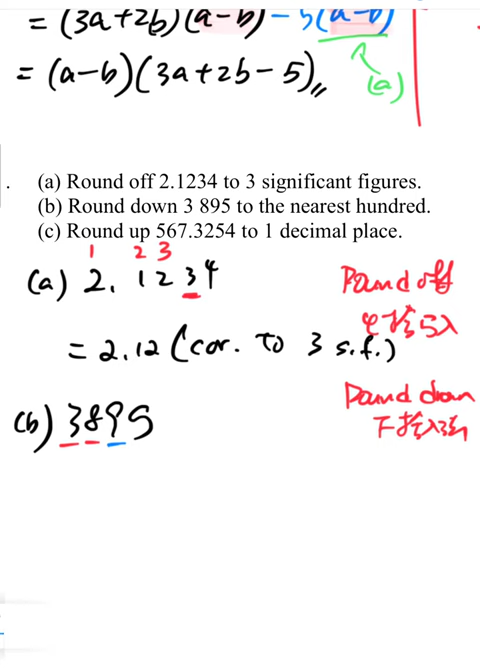 = (3a+2b)(a-b) - 5(a-b)
= (a-b)(3a+2b-5)〃
(a)
. (a) Round off 2.1234 to 3 significant figures.
(b) Round down 3 895 to the nearest hundred.
(c) Round up 567.3254 to 1 decimal place.
1 2 3
(a) 2.1234
Round off
= 2.12 (cor. to 3 s.f.)
Round down
(b) 3895